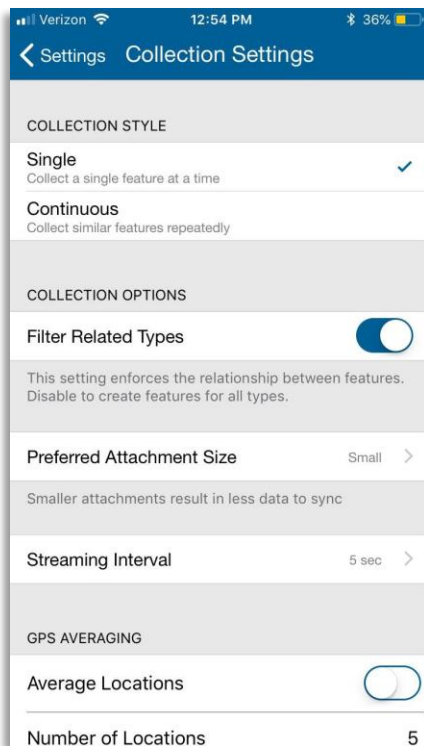 Verizon 12:54 PM 36%
Settings Collection Settings
COLLECTION STYLE
Single
Collect a single feature at a time
Continuous
Collect similar features repeatedly
COLLECTION OPTIONS
Filter Related Types
This setting enforces the relationship between features.
Disable to create features for all types.
Preferred Attachment Size Small
Smaller attachments result in less data to sync
Streaming Interval 5 sec
GPS AVERAGING
Average Locations
Number of Locations 5